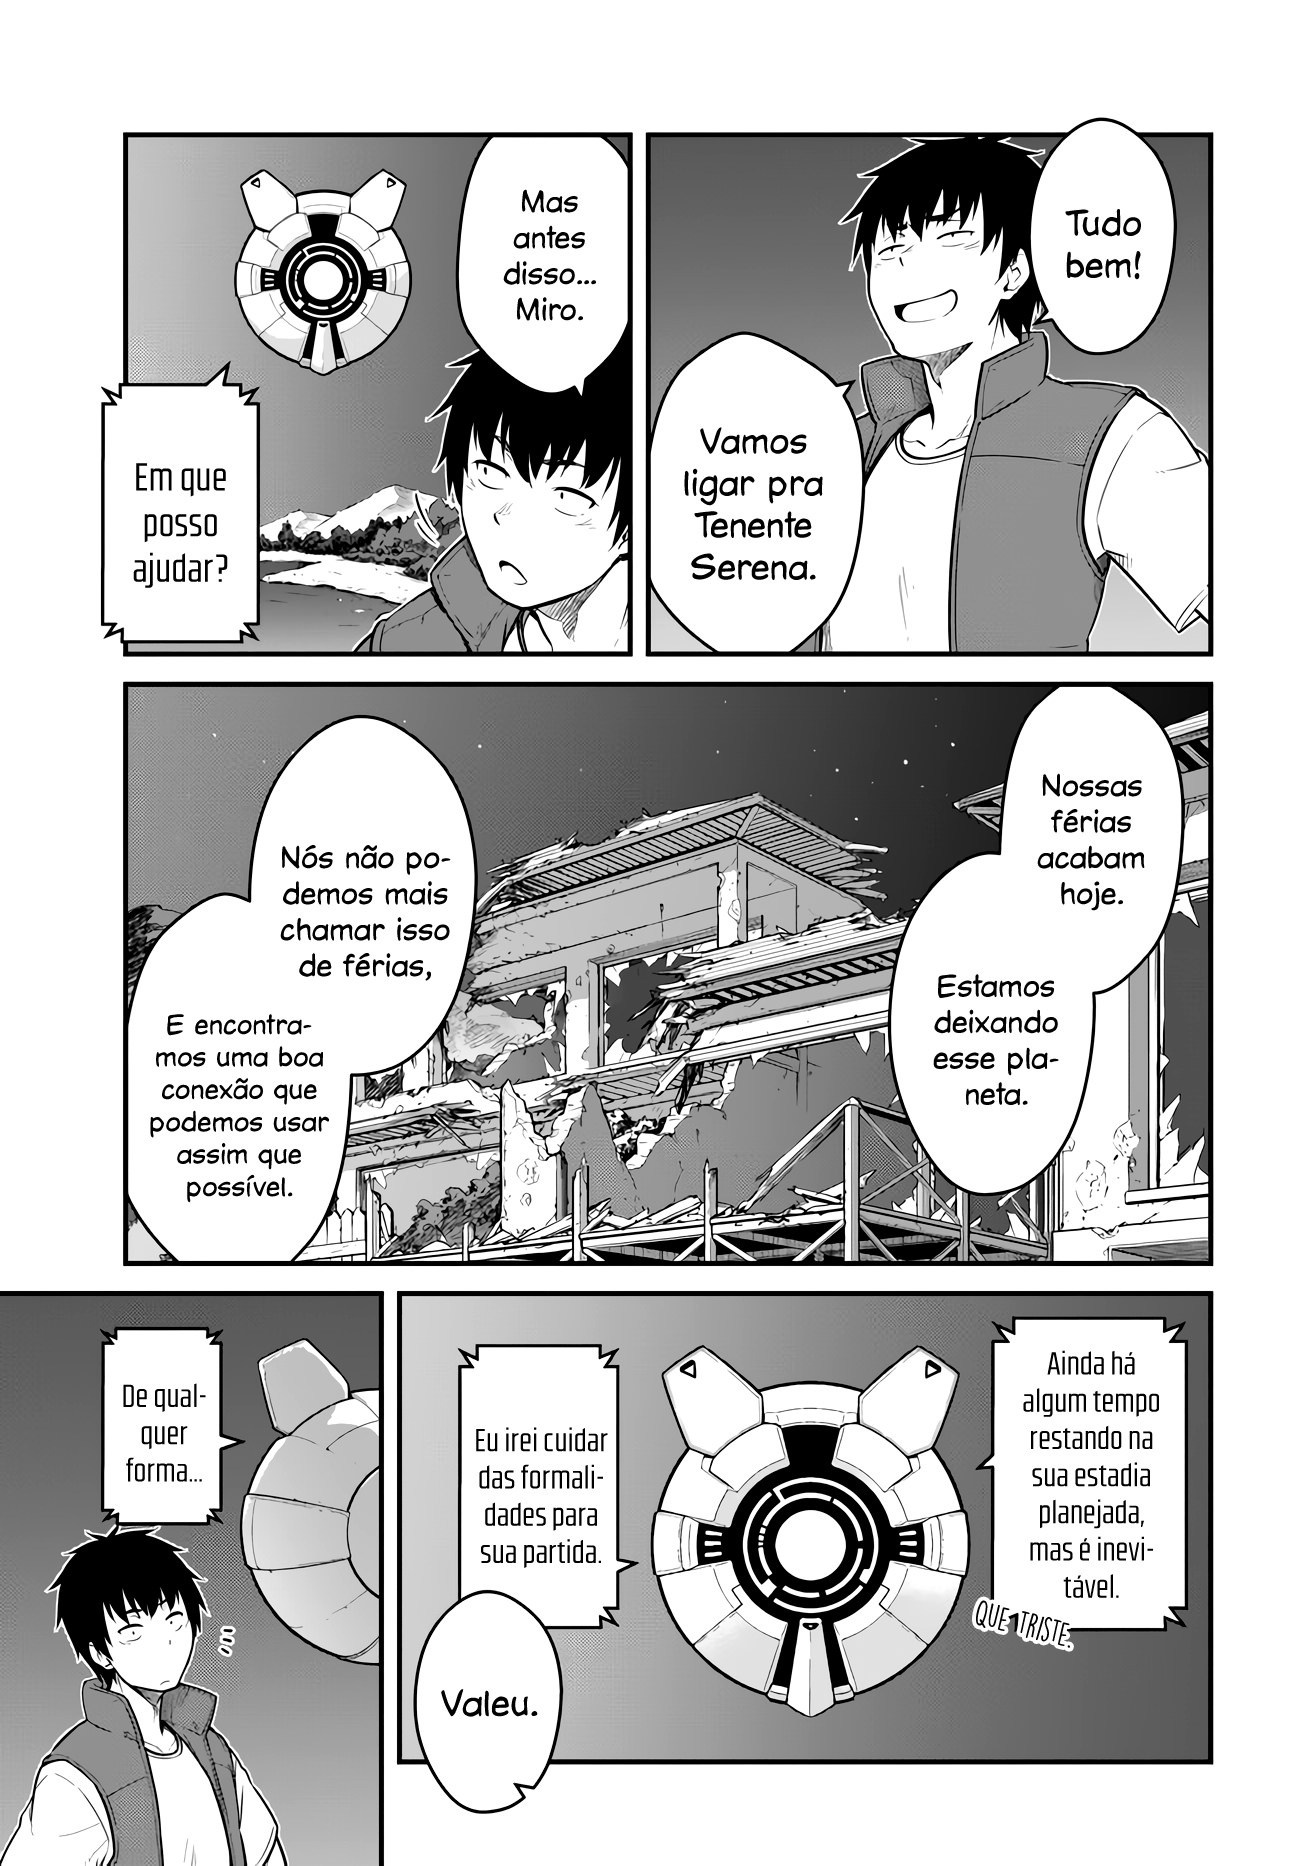 Tudo
bem!
Vamos
ligar pra
Tenente
Serena.
Mas
antes
disso...
Miro.
Em que
posso
ajudar?
Nossas
férias
acabam
hoje.
Estamos
deixando
esse pla-
neta.
Nós não po-
demos mais
chamar isso
de férias,
E encontra-
mos uma boa
conexão que
podemos usar
assim que
possível.
Ainda há
algum tempo
restando na
sua estadia
planejada,
mas é inevi-
tável.
QUE TRISTE.
Eu irei cuidar
das formali-
dades para
sua partida.
Valeu.
De qual-
quer
forma...